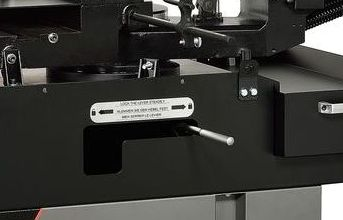 LOCK THE LEVER STEADILY
KLEMMEN SIE DEN HEBEL FEST
BIEN SERRER LE LEVIER